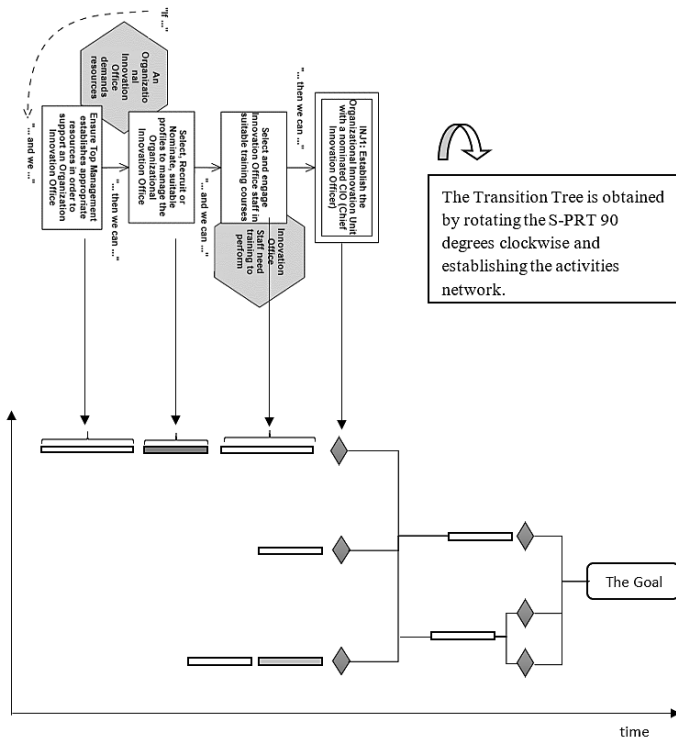 "If ..."
"... and we ..."
An
Organizatio
nal
Innovation
Office
demands
resources
Ensure Top Management
establishes appropriate
resources in order to
support an Organization
Innovation Office
"... then we can ..."
Select, Recruit or
Nominate, suitable
profiles to manage the
Organizational
Innovation Office
"... and we can ..."
Select and engage
Innovation Office staff in
suitable training courses
Innovation
Office
Staff need
training to
perform
"... then we can ..."
INJ1: Establish the
Organizational Innovation Unit
with a nominated CIO (Chief
Innovation Officer)
The Transition Tree is obtained
by rotating the S-PRT 90
degrees clockwise and
establishing the activities
network.
The Goal
time